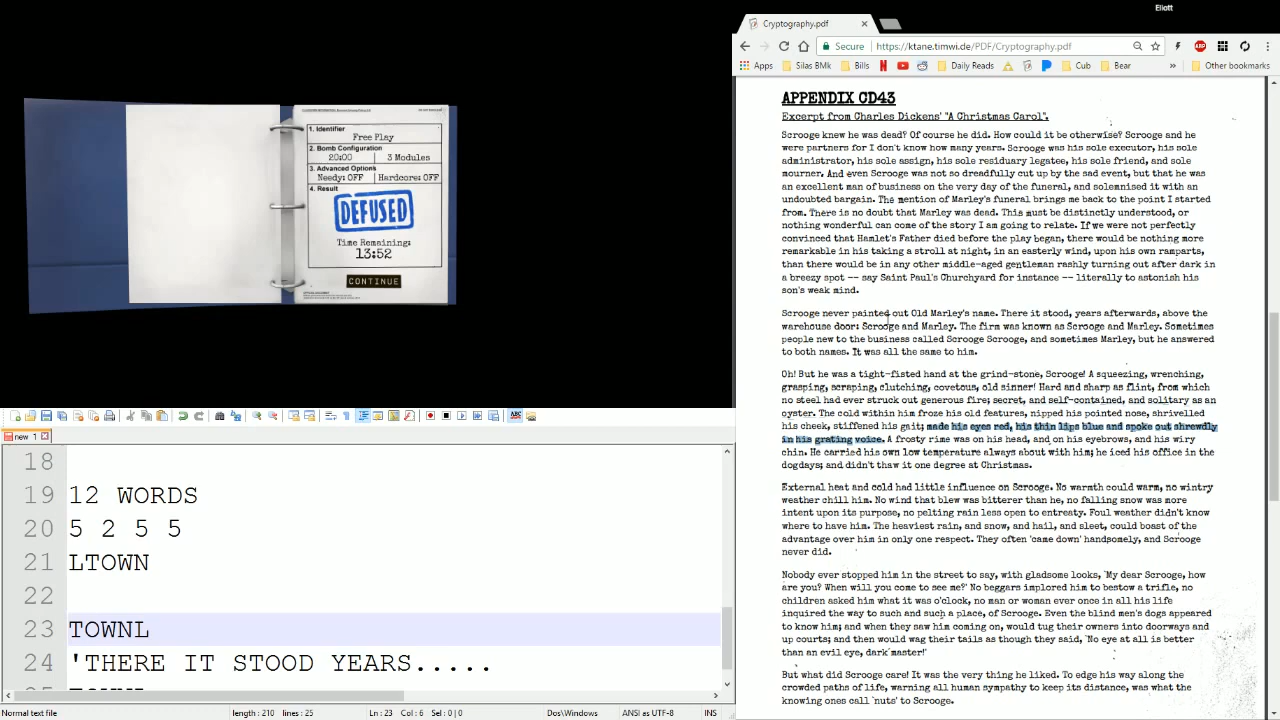 Eliott
Cryptography.pdf
Secure
https://ktane.timwi.de/PDF/Cryptography.pdf
Apps
Silas BMk
Bills
Daily Reads
Cub
Bear
»
Other bookmarks
1. Identifier
Free Play
2. Bomb Configuration
20:00 | 3 Modules
3. Advanced Options
Needy: OFF | Hardcore: OFF
4. Result
DEFUSED
Time Remaining:
13:52
CONTINUE
APPENDIX CD43
Excerpt from Charles Dickens' "A Christmas Carol".
Scrooge knew he was dead? Of course he did. How could it be otherwise? Scrooge and he
were partners for I don't know how many years. Scrooge was his sole executor, his sole
administrator, his sole assign, his sole residuary legatee, his sole friend, and sole
mourner. And even Scrooge was not so dreadfully cut up by the sad event, but that he was
an excellent man of business on the very day of the funeral, and solemnised it with an
undoubted bargain. The mention of Marley's funeral brings me back to the point I started
from. There is no doubt that Marley was dead. This must be distinctly understood, or
nothing wonderful can come of the story I am going to relate. If we were not perfectly
convinced that Hamlet's Father died before the play began, there would be nothing more
remarkable in his taking a stroll at night, in an easterly wind, upon his own ramparts,
than there would be in any other middle-aged gentleman rashly turning out after dark in
a breezy spot -- say Saint Paul's Churchyard for instance -- literally to astonish his
son's weak mind.
Scrooge never painted out Old Marley's name. There it stood, years afterwards, above the
warehouse door: Scrooge and Marley. The firm was known as Scrooge and Marley. Sometimes
people new to the business called Scrooge Scrooge, and sometimes Marley, but he answered
to both names. It was all the same to him.
Oh! But he was a tight-fisted hand at the grind-stone, Scrooge! A squeezing, wrenching,
grasping, scraping, clutching, covetous, old sinner! Hard and sharp as flint, from which
no steel had ever struck out generous fire; secret, and self-contained, and solitary as an
oyster. The cold within him froze his old features, nipped his pointed nose, shrivelled
his cheek, stiffened his gait; made his eyes red, his thin lips blue and spoke out shrewdly
in his grating voice. A frosty rime was on his head, and on his eyebrows, and his wiry
chin. He carried his own low temperature always about with him; he iced his office in the
dogdays; and didn't thaw it one degree at Christmas.
External heat and cold had little influence on Scrooge. No warmth could warm, no wintry
weather chill him. No wind that blew was bitterer than he, no falling snow was more
intent upon its purpose, no pelting rain less open to entreaty. Foul weather didn't know
where to have him. The heaviest rain, and snow, and hail, and sleet, could boast of the
advantage over him in only one respect. They often 'came down' handsomely, and Scrooge
never did.
Nobody ever stopped him in the street to say, with gladsome looks, 'My dear Scrooge, how
are you? When will you come to see me?' No beggars implored him to bestow a trifle, no
children asked him what it was o'clock, no man or woman ever once in all his life
inquired the way to such and such a place, of Scrooge. Even the blind men's dogs appeared
to know him; and when they saw him coming on, would tug their owners into doorways and
up courts; and then would wag their tails as though they said, 'No eye at all is better
than an evil eye, dark master!'
But what did Scrooge care! It was the very thing he liked. To edge his way along the
crowded paths of life, warning all human sympathy to keep its distance, was what the
knowing ones call 'nuts' to Scrooge.
new 1
18
19 12 WORDS
20 5 2 5 5
21 LTOWN
22
23 TOWNL
24 'THERE IT STOOD YEARS.....
Normal text file
length : 210 lines : 25
Ln : 23 Col : 6 Sel : 0 | 0
Dos\Windows
ANSI as UTF-8
INS